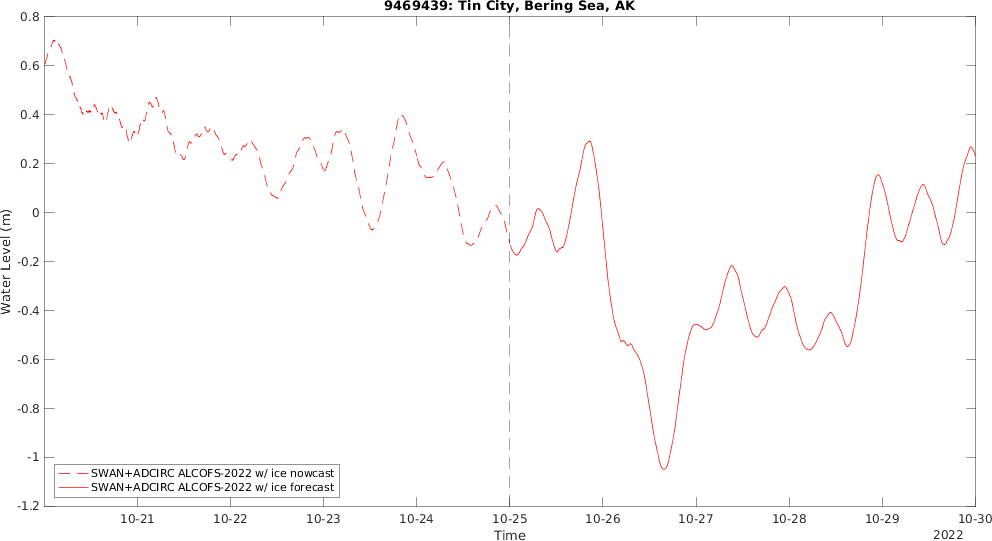 9469439: Tin City, Bering Sea, AK
Water Level (m)
0.8
0.6
0.4
0.2
0
-0.2
-0.4
-0.6
-0.8
-1
-1.2
SWAN+ADCIRC ALCOFS-2022 w/ ice nowcast
SWAN+ADCIRC ALCOFS-2022 w/ ice forecast
10-21 10-22 10-23 10-24 10-25 10-26 10-27 10-28 10-29 10-30
Time
2022